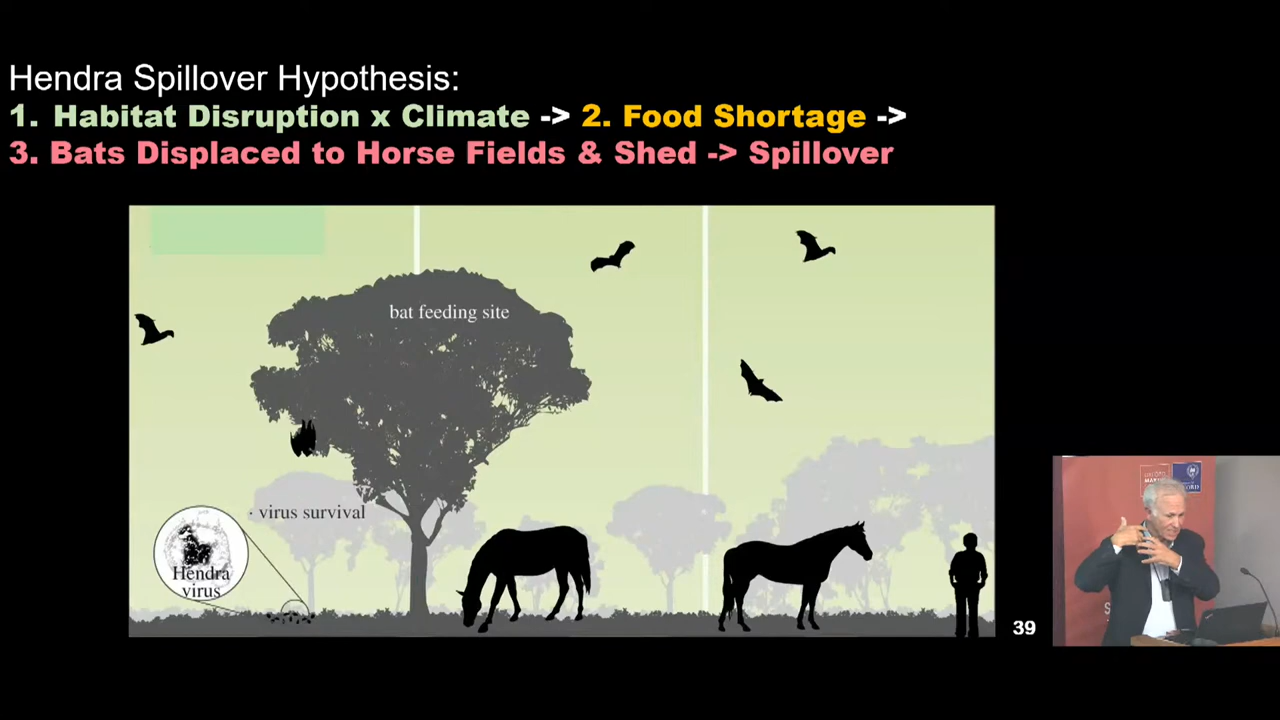 Hendra Spillover Hypothesis:
1. Habitat Disruption x Climate -> 2. Food Shortage ->
3. Bats Displaced to Horse Fields & Shed -> Spillover
bat feeding site
· virus survival
Hendra
virus
39